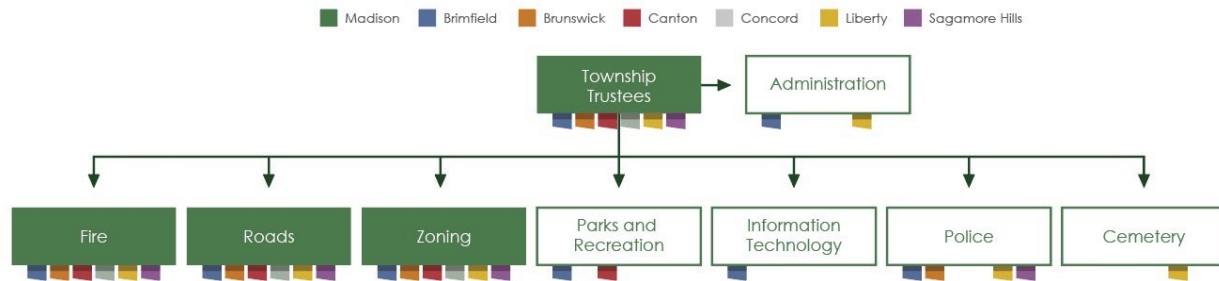 Madison Brimfield Brunswick Canton Concord Liberty Sagamore Hills
Township
Trustees
Administration
Fire
Roads
Zoning
Parks and
Recreation
Information
Technology
Police
Cemetery